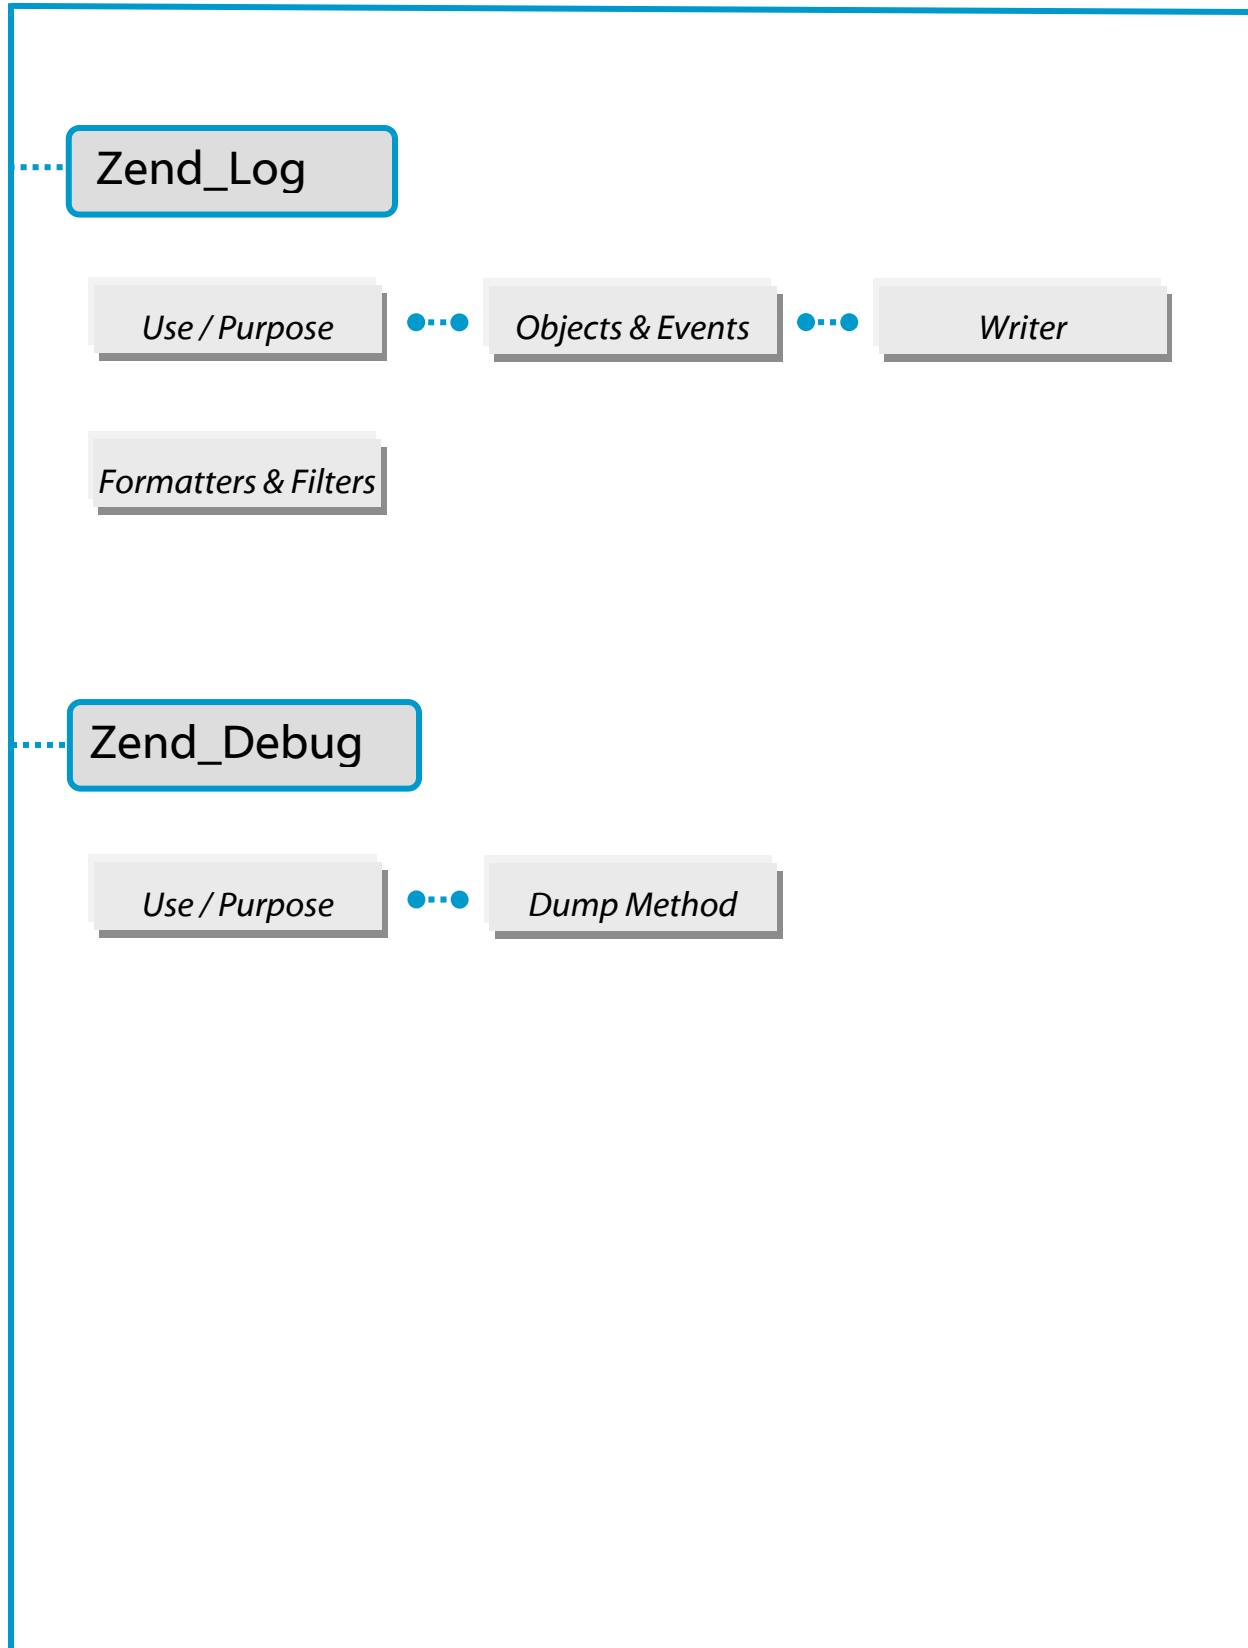 Zend_Log
Use / Purpose
Objects & Events
Writer
Formatters & Filters
Zend_Debug
Use / Purpose
Dump Method